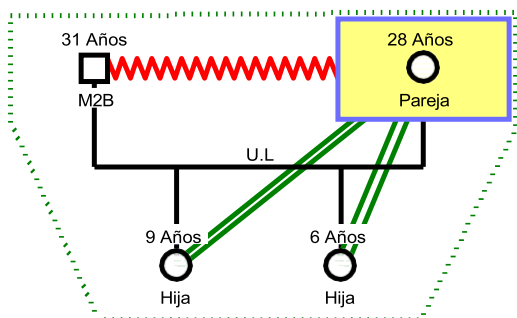 31 Años
28 Años
M2B
Pareja
U.L
9 Años
6 Años
Hija
Hija